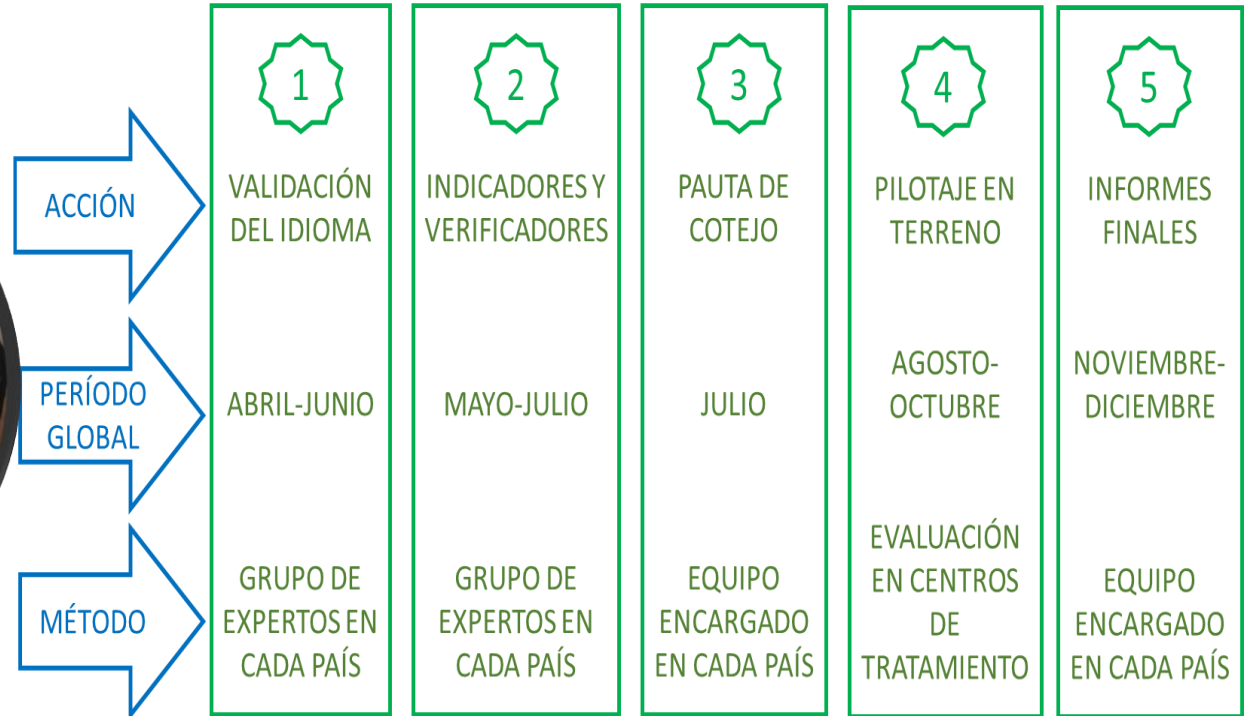 1
2
3
4
5
ACCIÓN
VALIDACIÓN
DEL IDIOMA
INDICADORES Y
VERIFICADORES
PAUTA DE
COTEJO
PILOTAJE EN
TERRENO
INFORMES
FINALES
PERÍODO
GLOBAL
ABRIL-JUNIO
MAYO-JULIO
JULIO
AGOSTO-
OCTUBRE
NOVIEMBRE-
DICIEMBRE
MÉTODO
GRUPO DE
EXPERTOS EN
CADA PAÍS
GRUPO DE
EXPERTOS EN
CADA PAÍS
EQUIPO
ENCARGADO
EN CADA PAÍS
EVALUACIÓN
EN CENTROS
DE
TRATAMIENTO
EQUIPO
ENCARGADO
EN CADA PAÍS